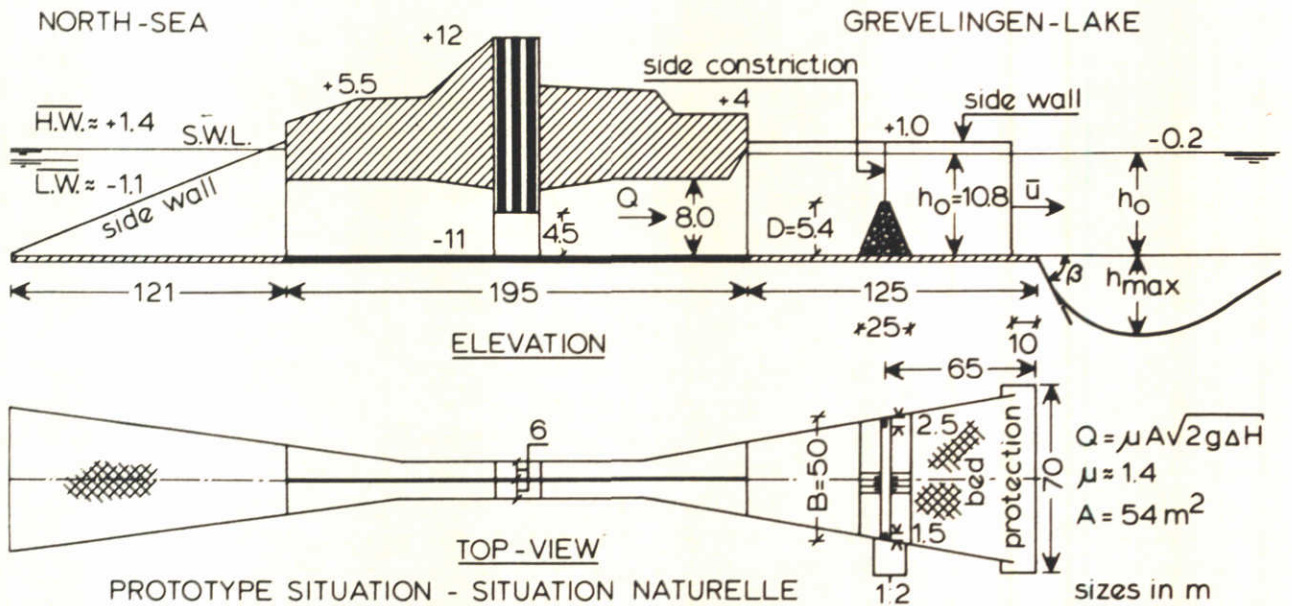 NORTH-SEA
GREVELINGEN-LAKE
+12
side constriction
+5.5
side wall
+4
H.W. ≈ +1.4
S.W.L.
+1.0
-0.2
L.W. ≈ -1.1
side wall
Q
8.0
D=5.4
h₀=10.8
ū
h₀
-11
4.5
β
hmax
121
195
125
25
10
ELEVATION
65
6
2.5
B=50
bed
protection
70
Q=μA√2gΔH
μ≈1.4
A=54m²
1.5
TOP-VIEW
PROTOTYPE SITUATION - SITUATION NATURELLE
1:2
sizes in m